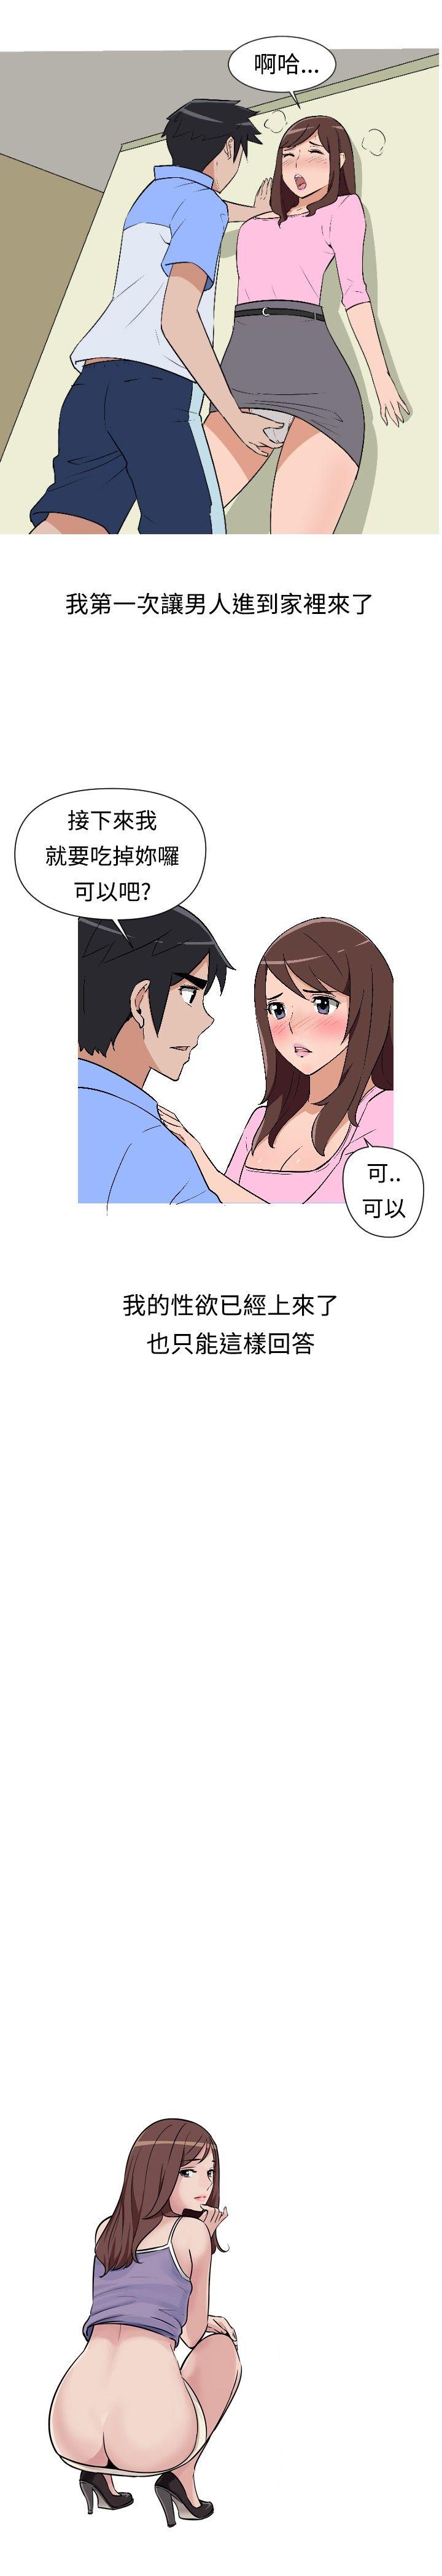 啊哈...
我第一次讓男人進到家裡來了
接下來我
就要吃掉妳囉
可以吧?
可..
可以
我的性欲已經上來了
也只能這樣回答